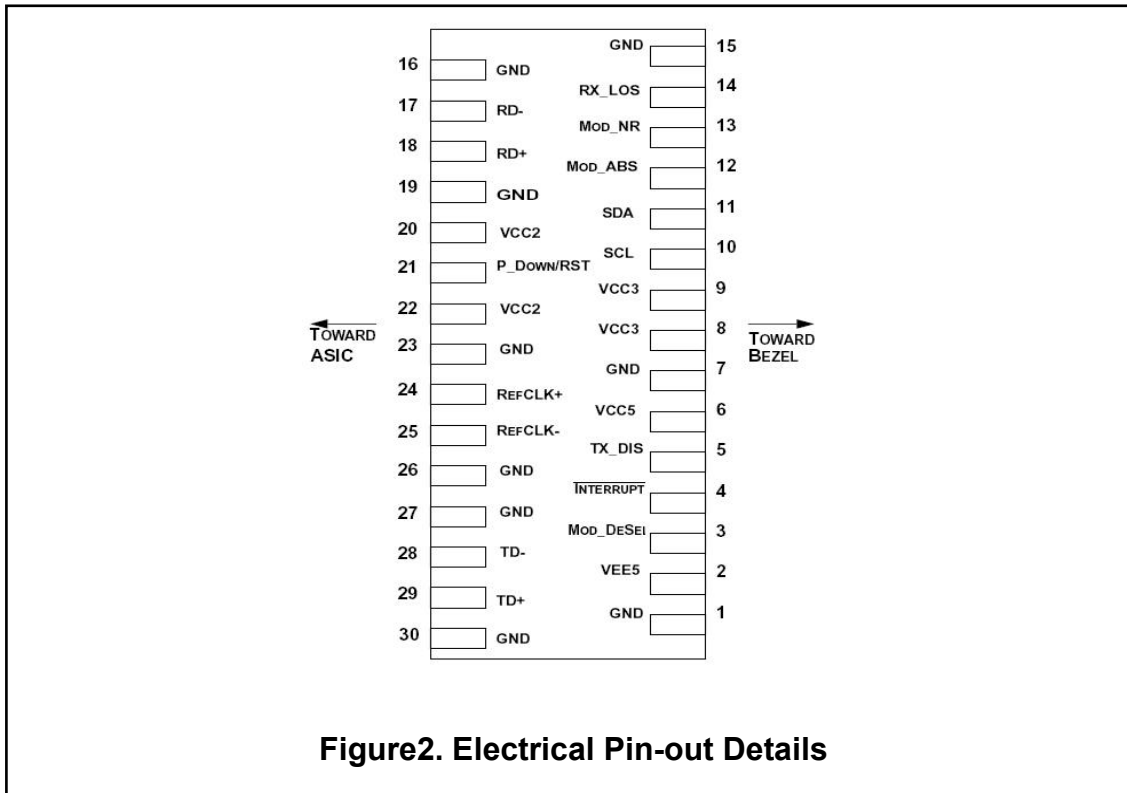 GND 15
16 GND
RX_LOS 14
17 RD-
MOD_NR 13
18 RD+
MOD_ABS 12
19 GND
SDA 11
20 VCC2
SCL 10
21 P_DOWN/RST
VCC3 9
22 VCC2
VCC3 8
TOWARD
ASIC
TOWARD
BEZEL
23 GND
GND 7
24 REFCLK+
VCC5 6
25 REFCLK-
TX_DIS 5
26 GND
INTERRUPT 4
27 GND
MOD_DESEl 3
28 TD-
VEE5 2
29 TD+
GND 1
30 GND
Figure2. Electrical Pin-out Details